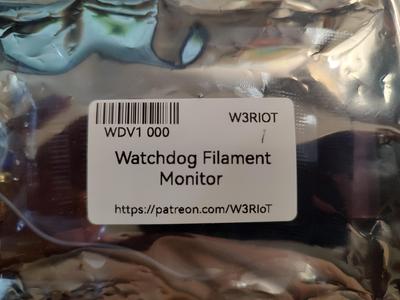 W3RIOT
WDV1 000
Watchdog Filament
Monitor
https://patreon.com/W3RIoT